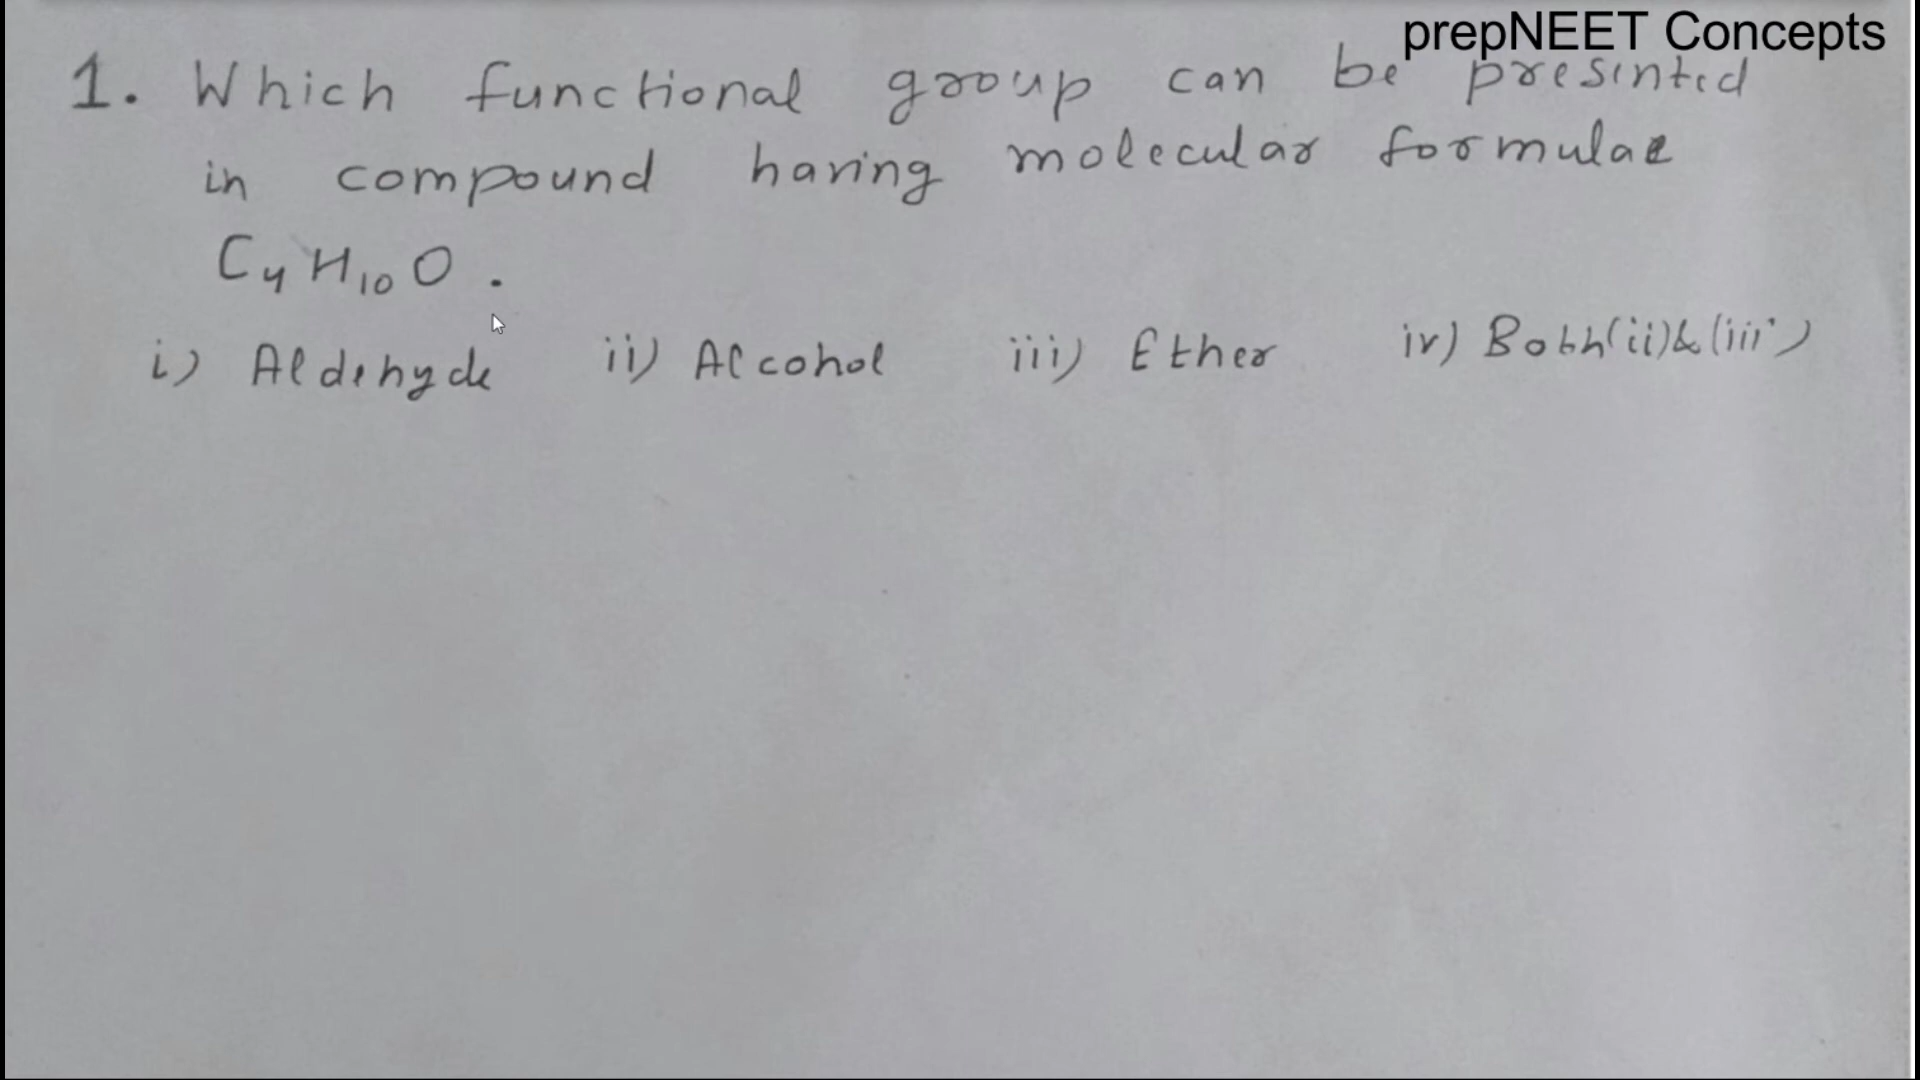 prepNEET Concepts
1. Which functional group can be presented
in compound having molecular formulae
C4H10O.
i) Aldehyde ii) Alcohol iii) Ether iv) Both(ii)&(iii)